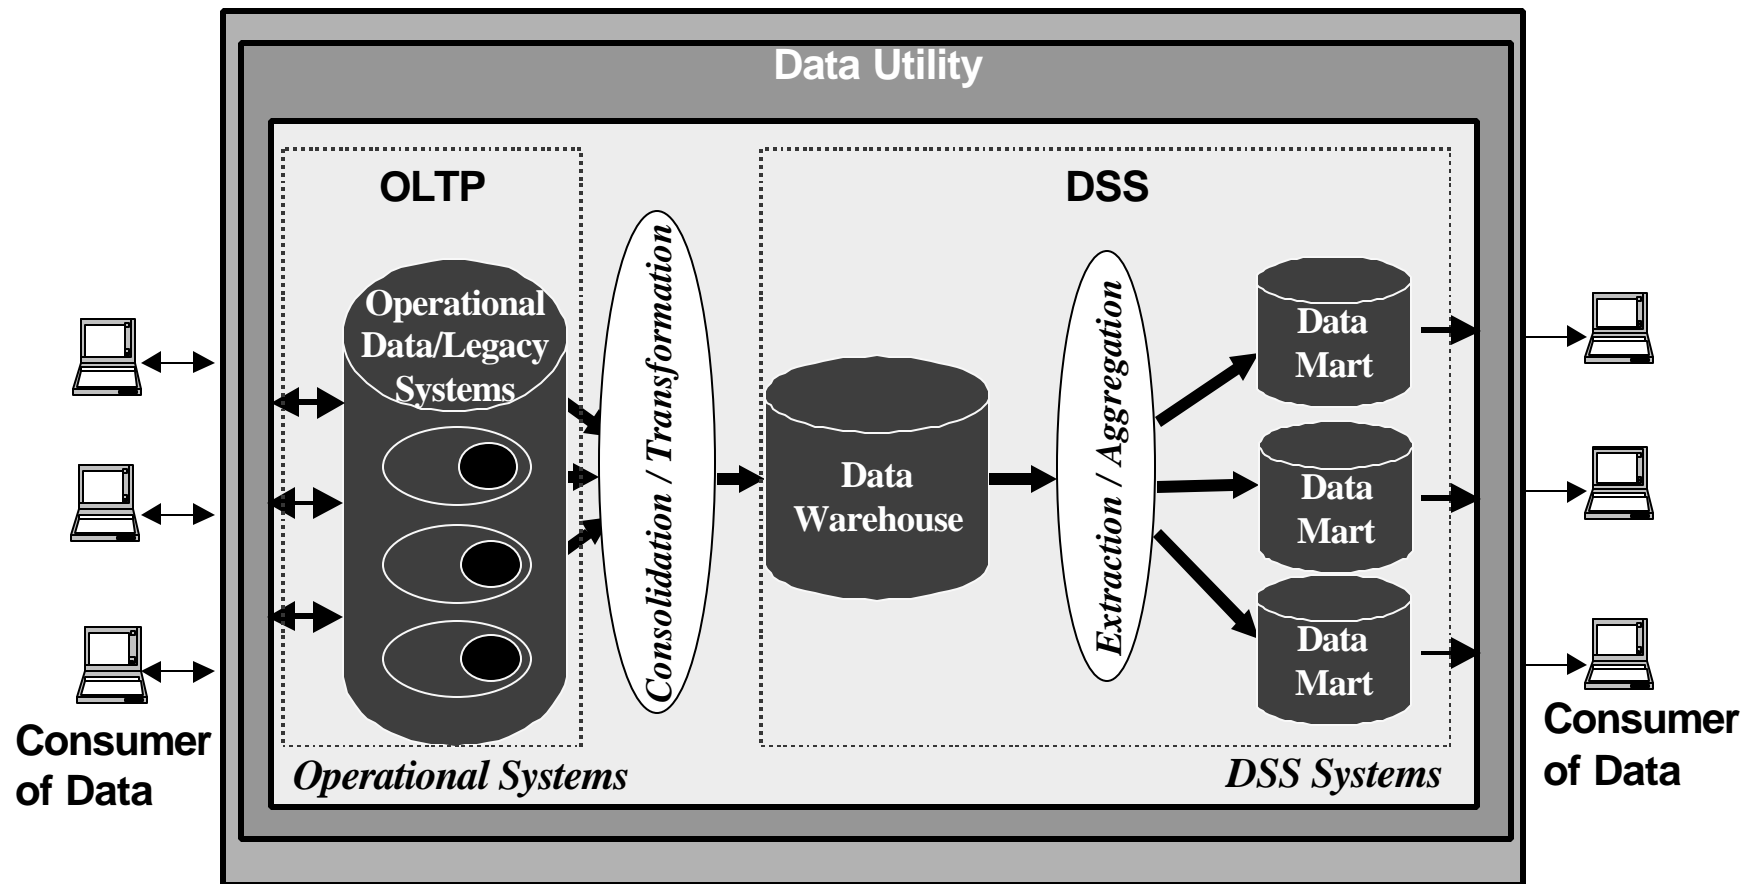 Data Utility
OLTP
DSS
Operational
Data/Legacy
Systems
Consolidation / Transformation
Data
Warehouse
Extraction / Aggregation
Data
Mart
Data
Mart
Data
Mart
Consumer
of Data
Operational Systems
DSS Systems
Consumer
of Data